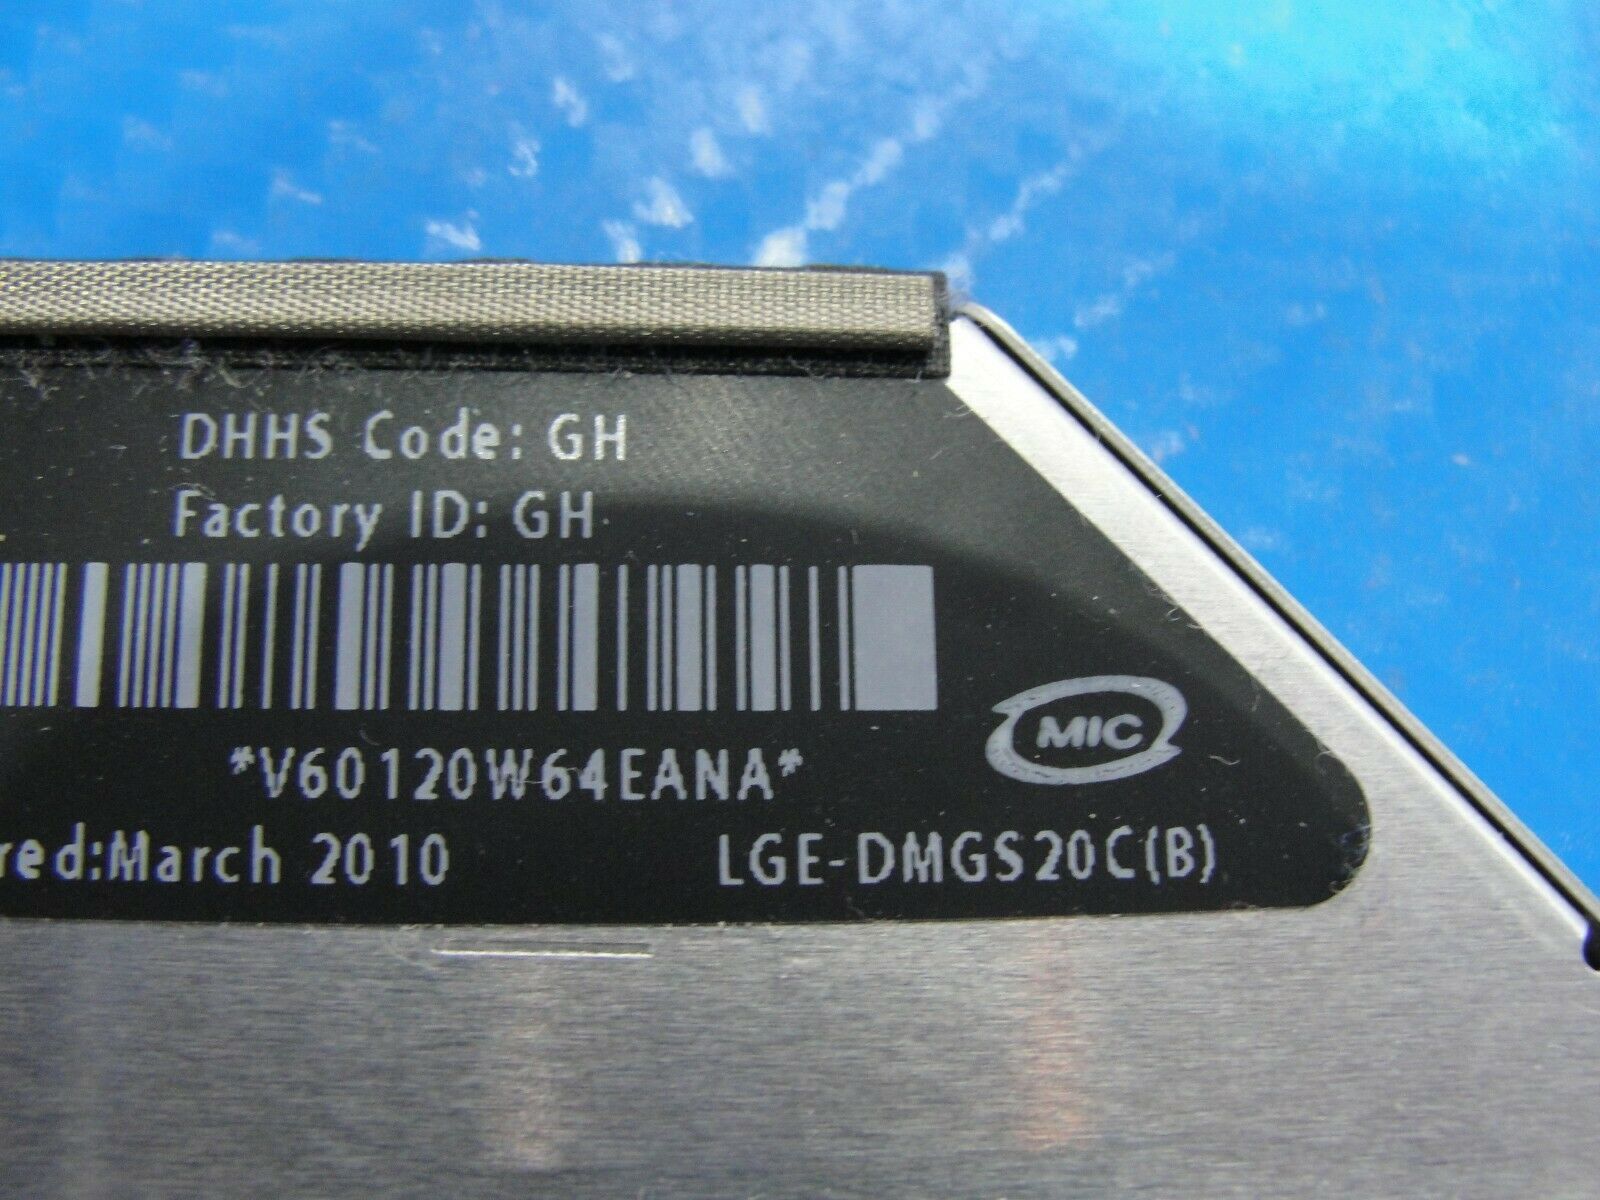 DHHS Code: GH
Factory ID: GH
*V60120W64EANA*
MIC
red:March 2010
LGE-DMGS20C(B)